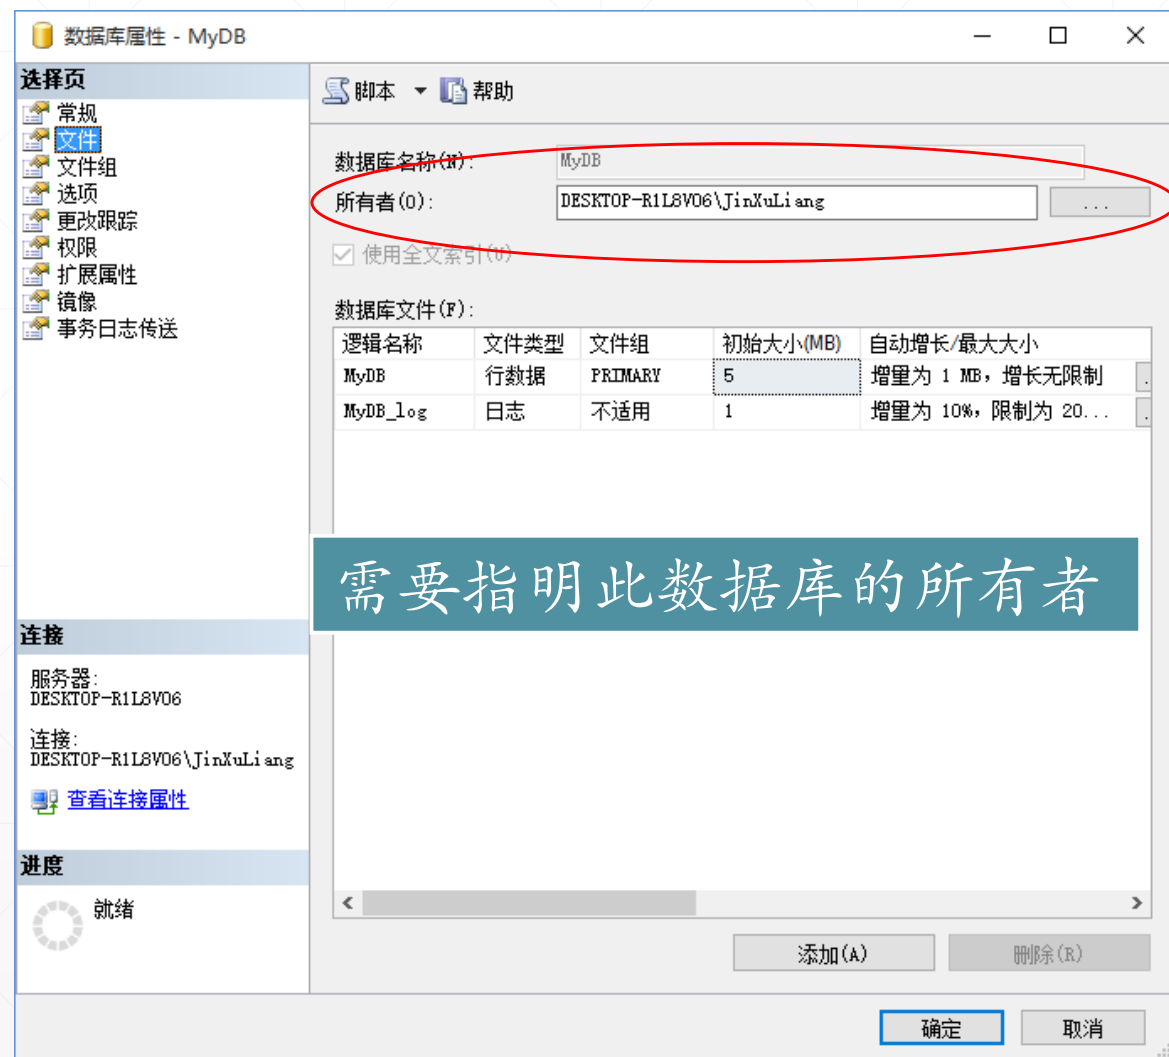 数据库属性 - MyDB
选择页
常规
文件
文件组
选项
更改跟踪
权限
扩展属性
镜像
事务日志传送
脚本 帮助
数据库名称(N): MyDB
所有者(O): DESKTOP-R1L8VO6\JinXuLiang ...
使用全文索引(U)
数据库文件(F):
逻辑名称 文件类型 文件组 初始大小(MB) 自动增长/最大大小
MyDB 行数据 PRIMARY 5 增量为 1 MB，增长无限制
MyDB_log 日志 不适用 1 增量为 10%，限制为 20...
需要指明此数据库的所有者
连接
服务器:
DESKTOP-R1L8VO6
连接:
DESKTOP-R1L8VO6\JinXuLiang
查看连接属性
进度
就绪
添加(A) 删除(R)
确定 取消